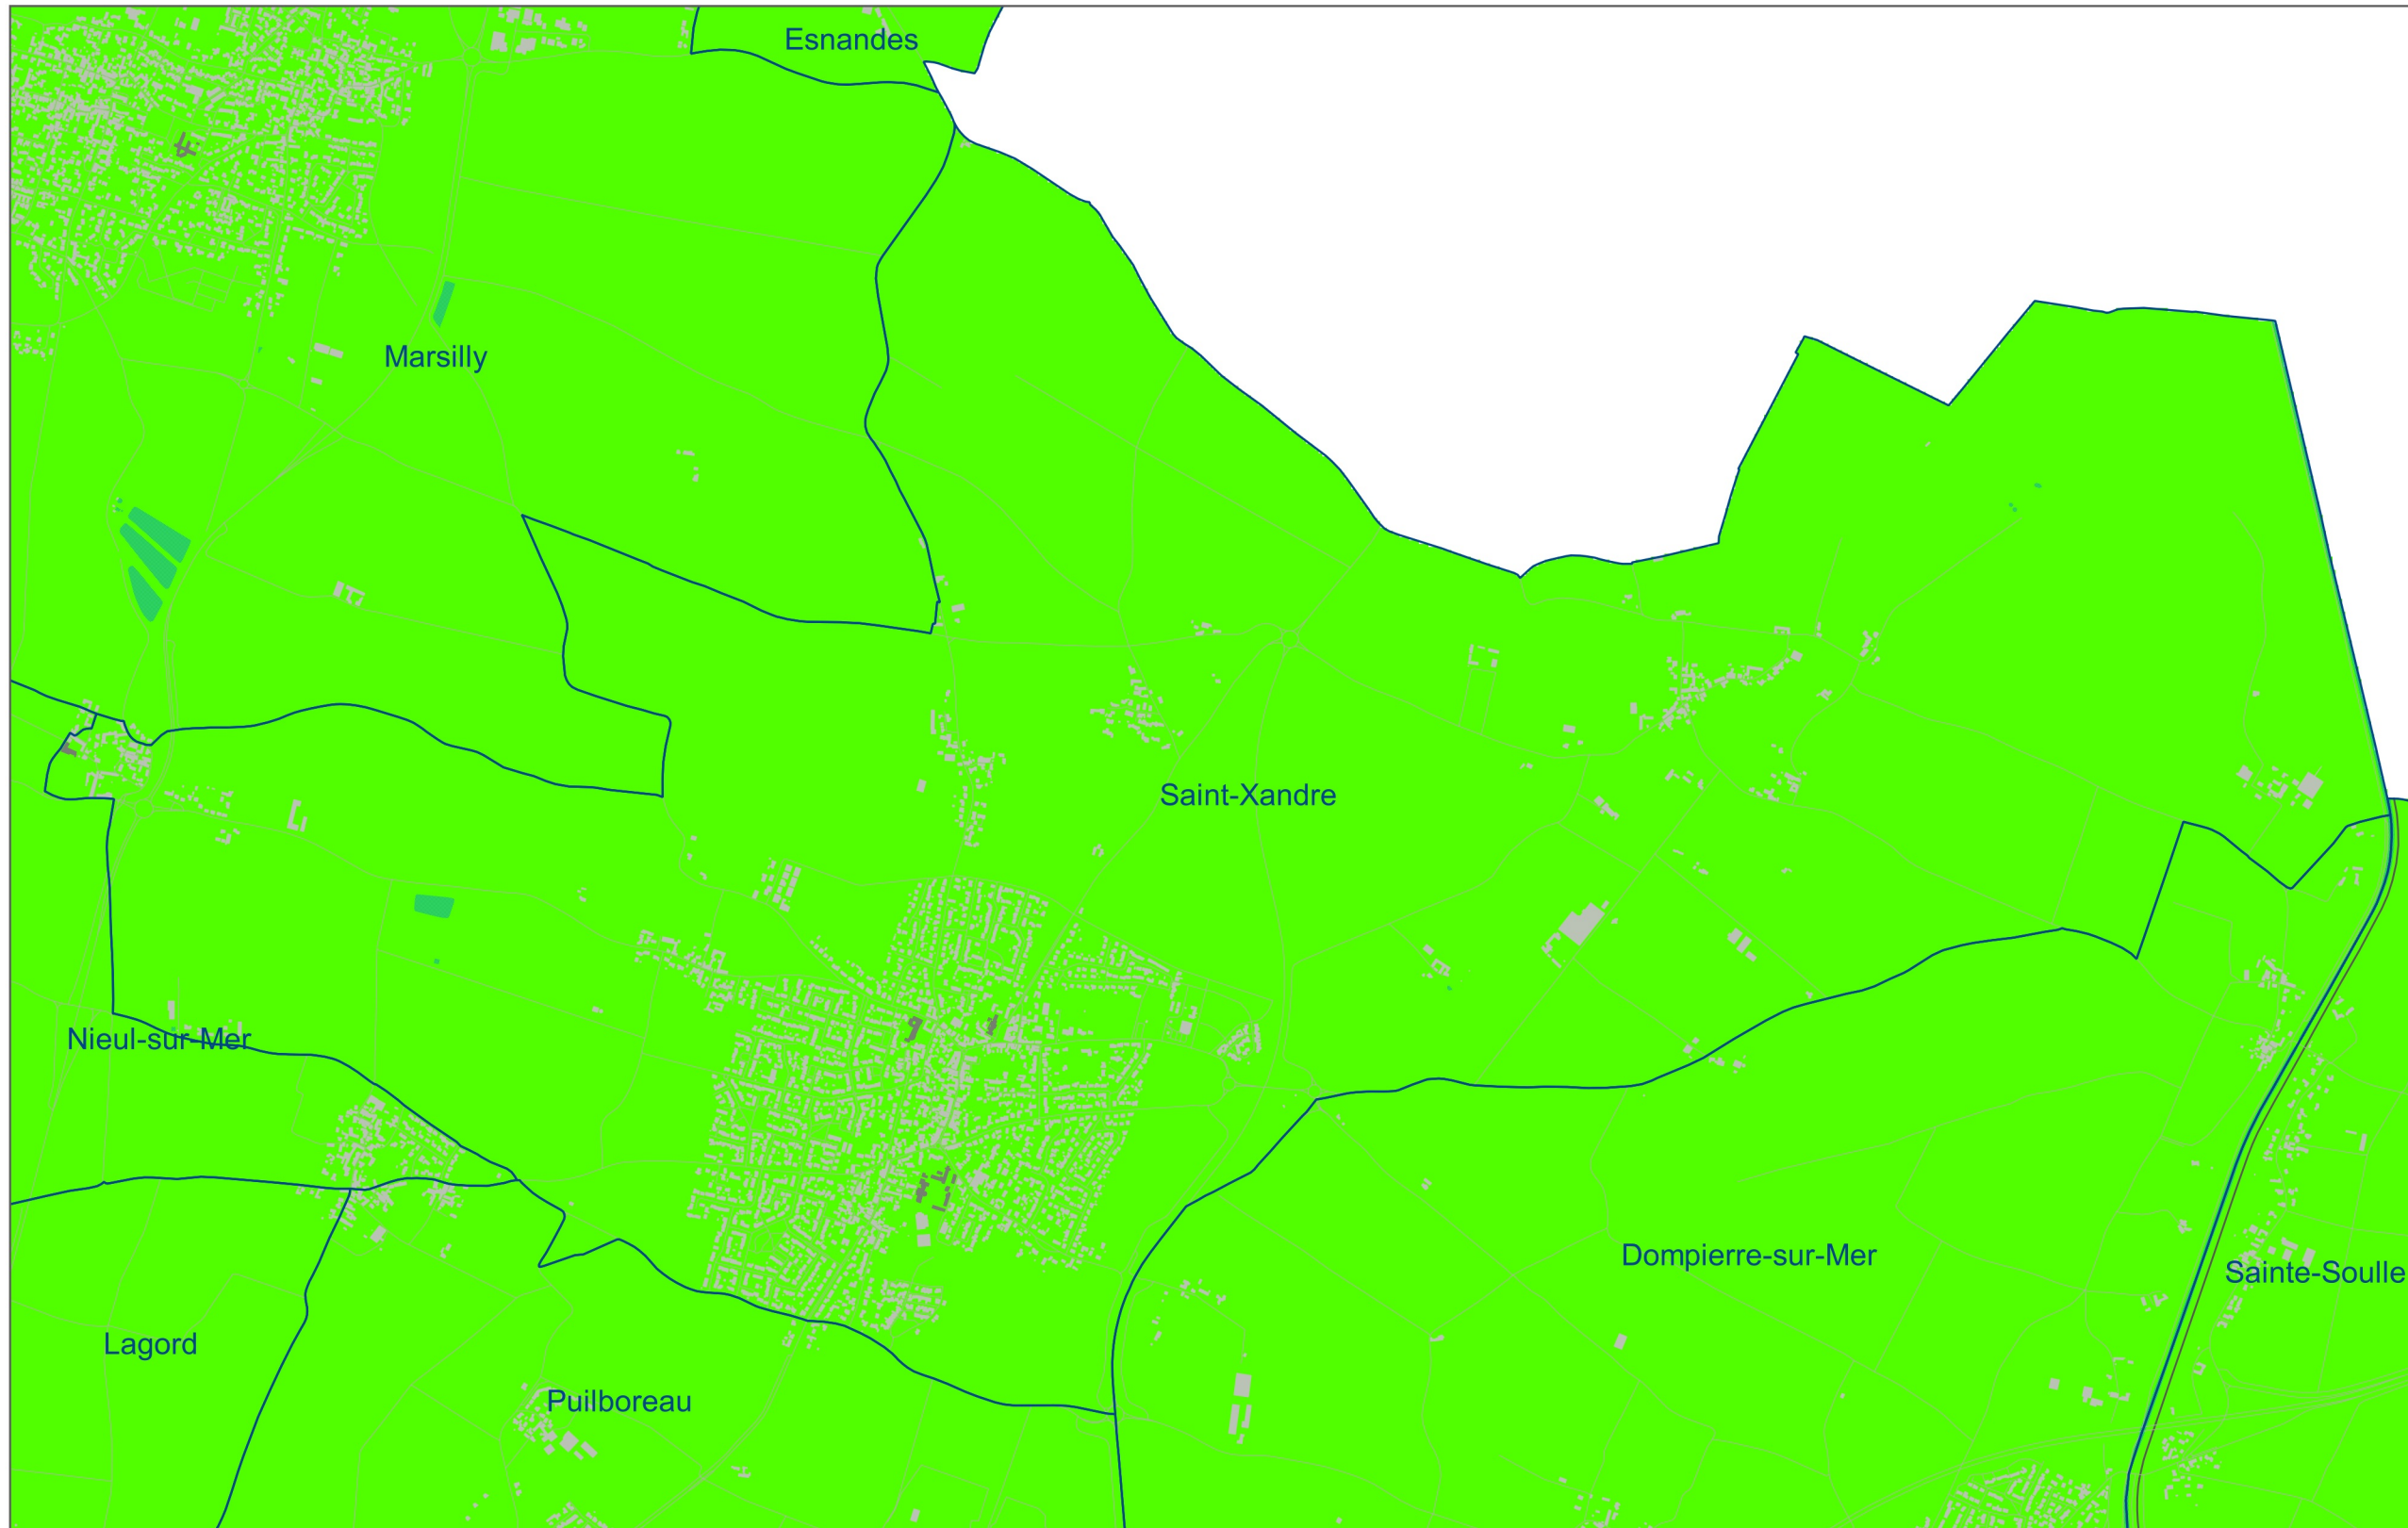 Esnandes
Marsilly
Saint-Xandre
Nieul-sur-Mer
Dompierre-sur-Mer
Sainte-Soulle
Lagord
Puilboreau